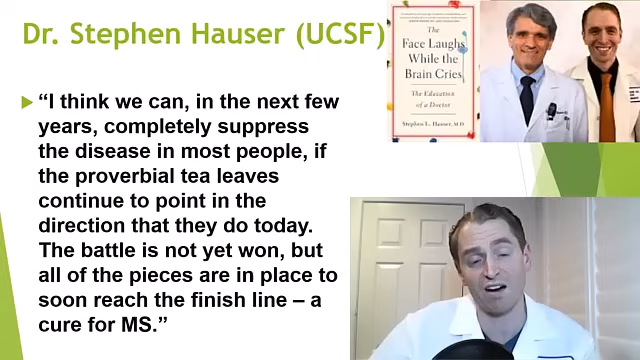 Dr. Stephen Hauser (UCSF)
"I think we can, in the next few
years, completely suppress
the disease in most people, if
the proverbial tea leaves
continue to point in the
direction that they do today.
The battle is not yet won, but
all of the pieces are in place to
soon reach the finish line – a
cure for MS."
The
Face Laughs
While the
Brain Cries
The Education
of a Doctor
Stephen L. Hauser, M.D.